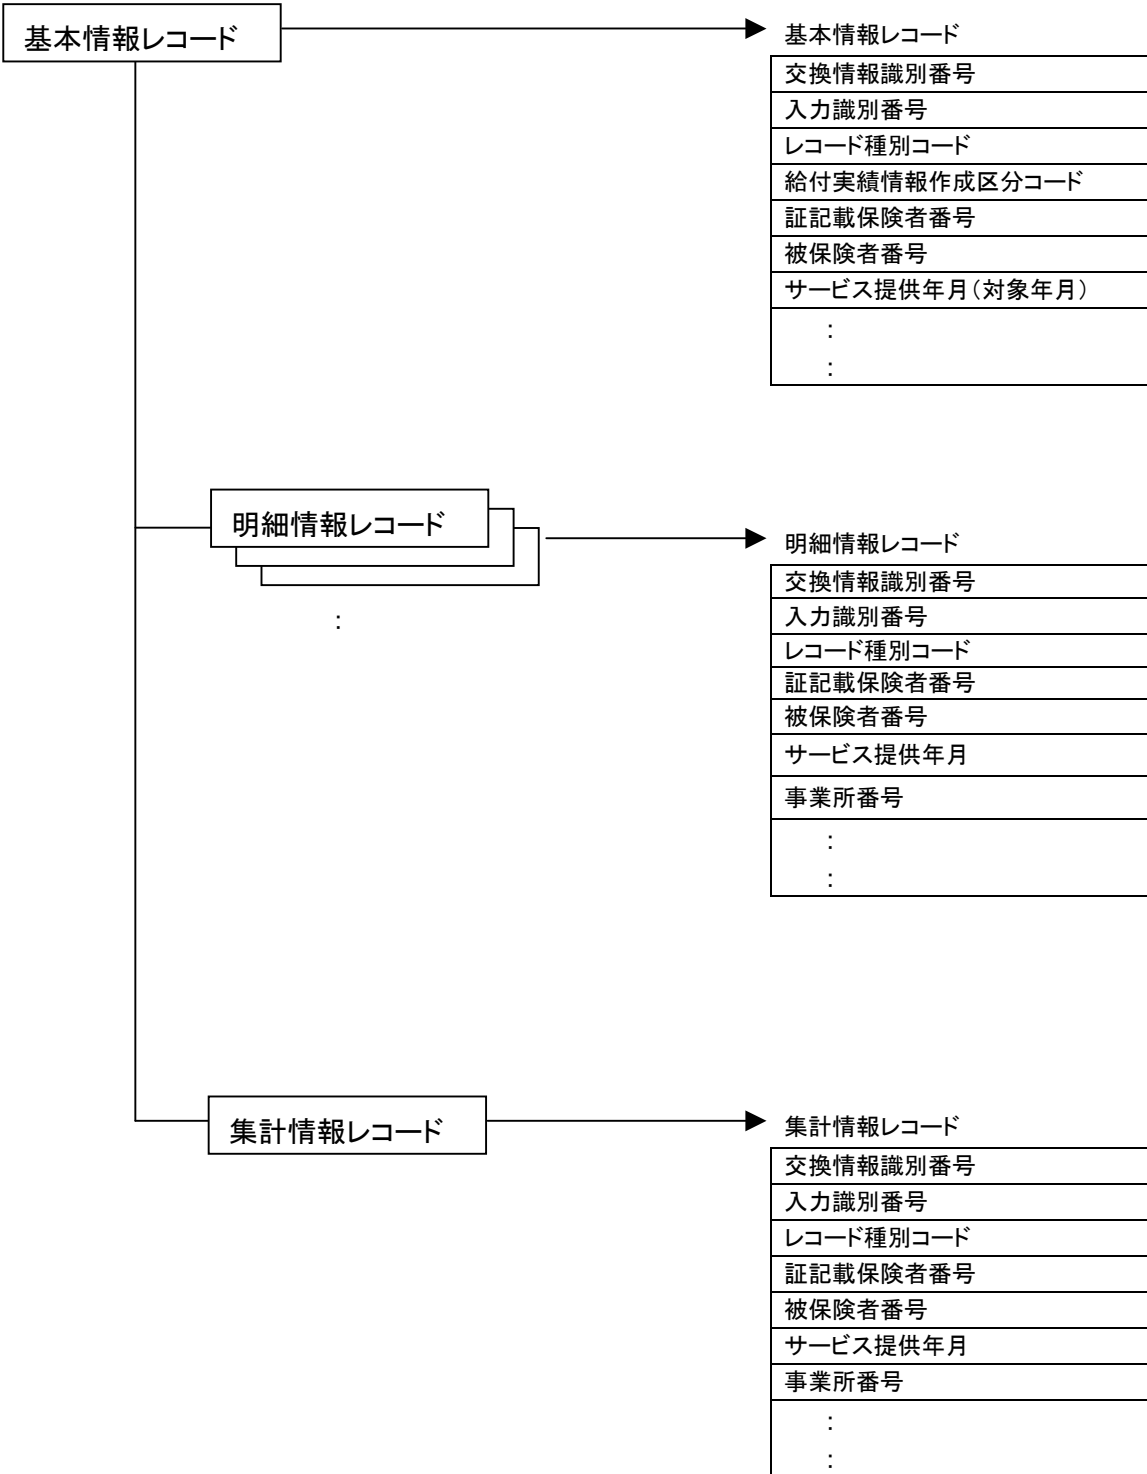 基本情報レコード
基本情報レコード
交換情報識別番号
入力識別番号
レコード種別コード
給付実績情報作成区分コード
証記載保険者番号
被保険者番号
サービス提供年月(対象年月)
:
:
明細情報レコード
:
明細情報レコード
交換情報識別番号
入力識別番号
レコード種別コード
証記載保険者番号
被保険者番号
サービス提供年月
事業所番号
:
:
集計情報レコード
集計情報レコード
交換情報識別番号
入力識別番号
レコード種別コード
証記載保険者番号
被保険者番号
サービス提供年月
事業所番号
:
: